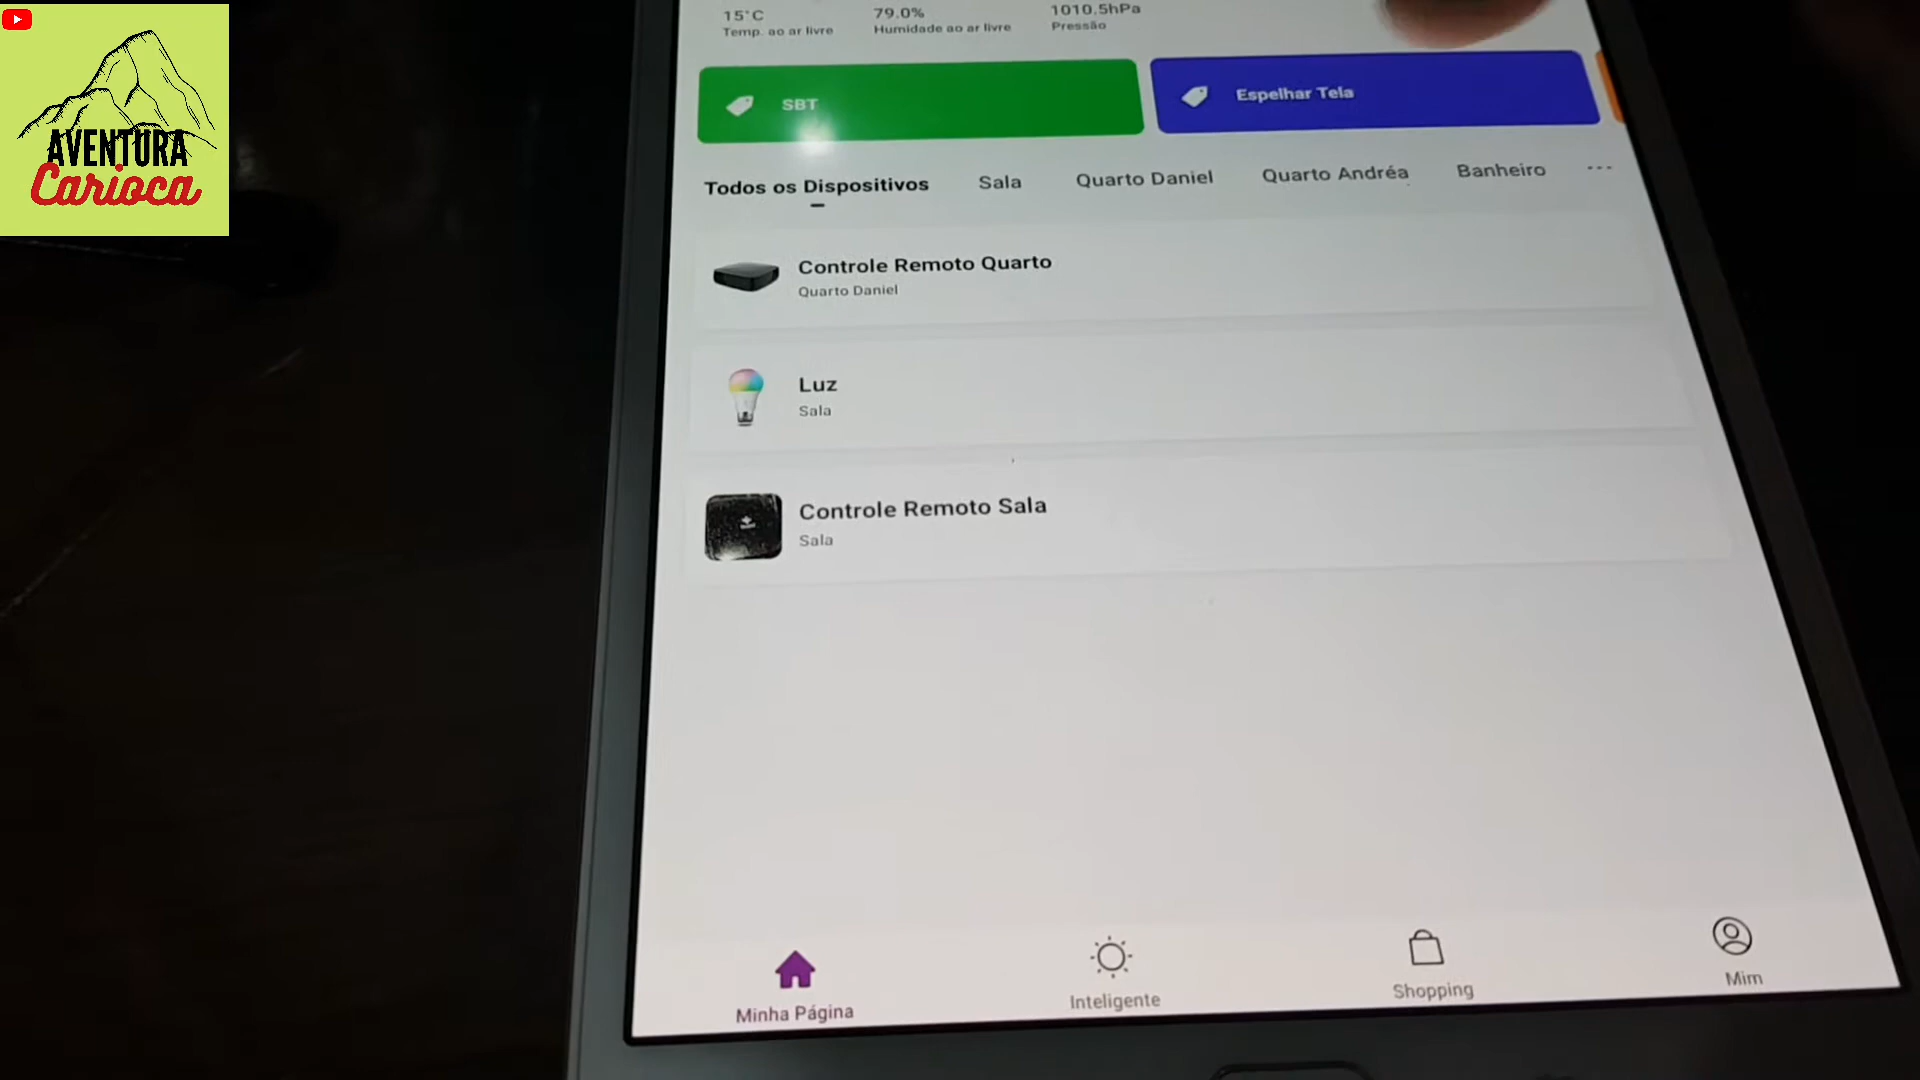 AVENTURA
Carioca
15°C
Temp. ao ar livre
79.0%
Humidade ao ar livre
1010.5hPa
Pressão
SBT
Espelhar Tela
Todos os Dispositivos
Sala
Quarto Daniel
Quarto Andréa
Banheiro
...
Controle Remoto Quarto
Quarto Daniel
Luz
Sala
Controle Remoto Sala
Sala
Minha Página
Inteligente
Shopping
Mim